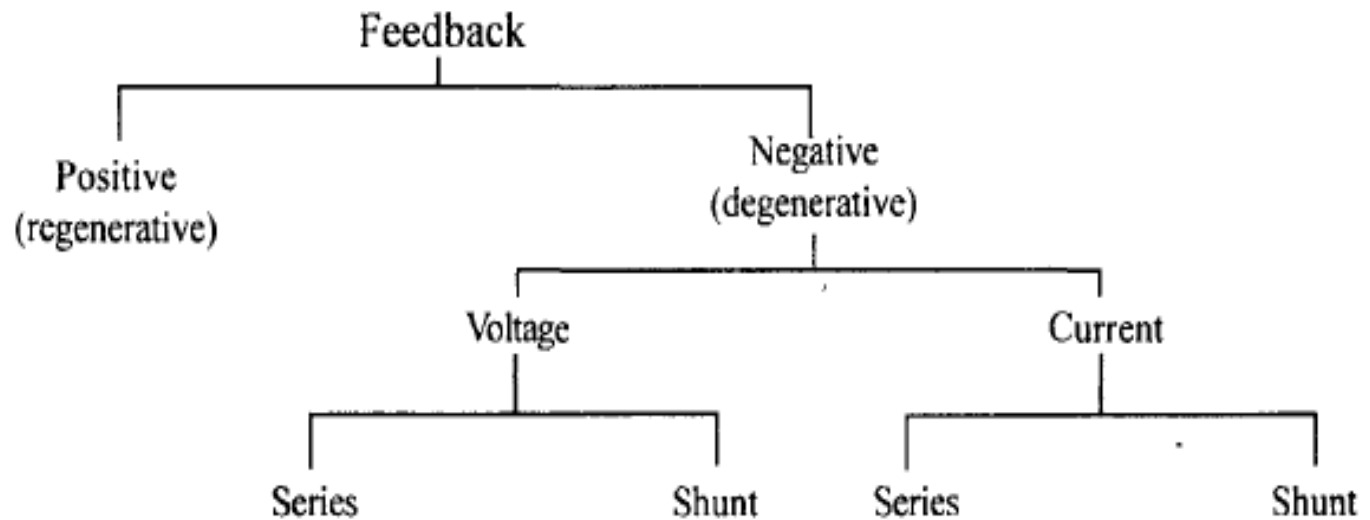 Feedback
Positive
(regenerative)
Negative
(degenerative)
Voltage
Current
Series
Shunt
Series
Shunt